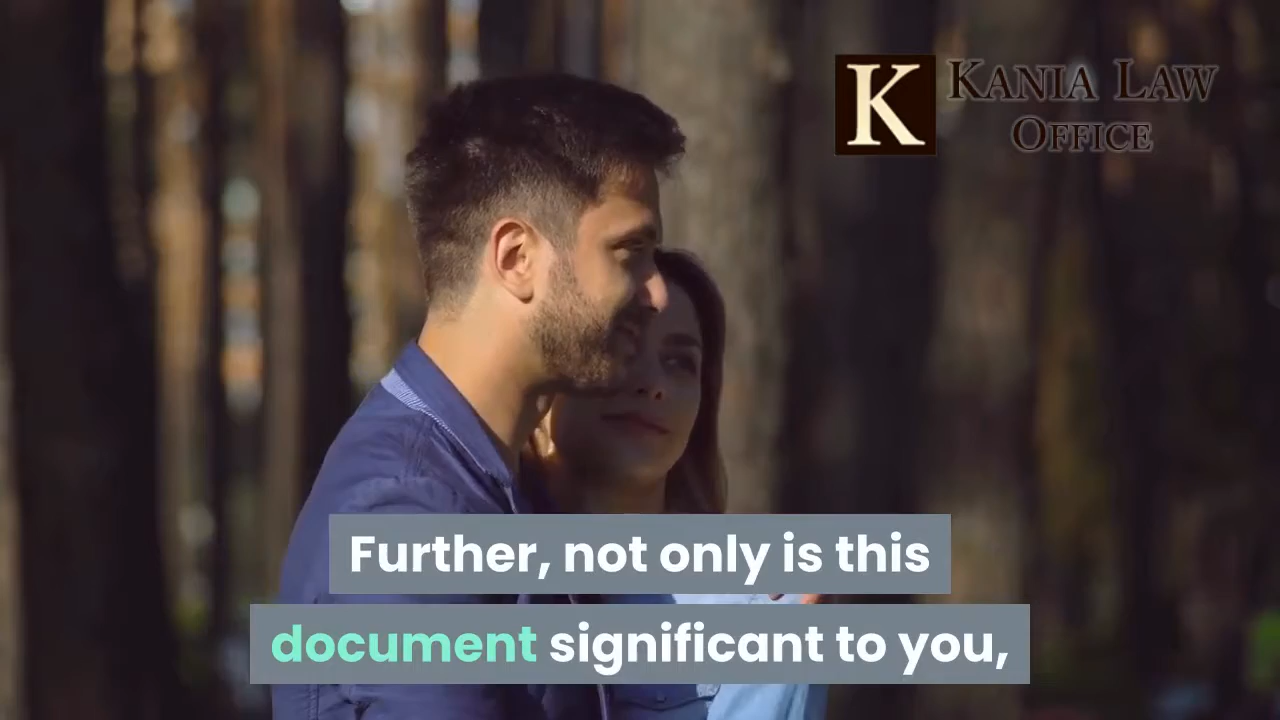 K
KANIA LAW
OFFICE
Further, not only is this
document significant to you,